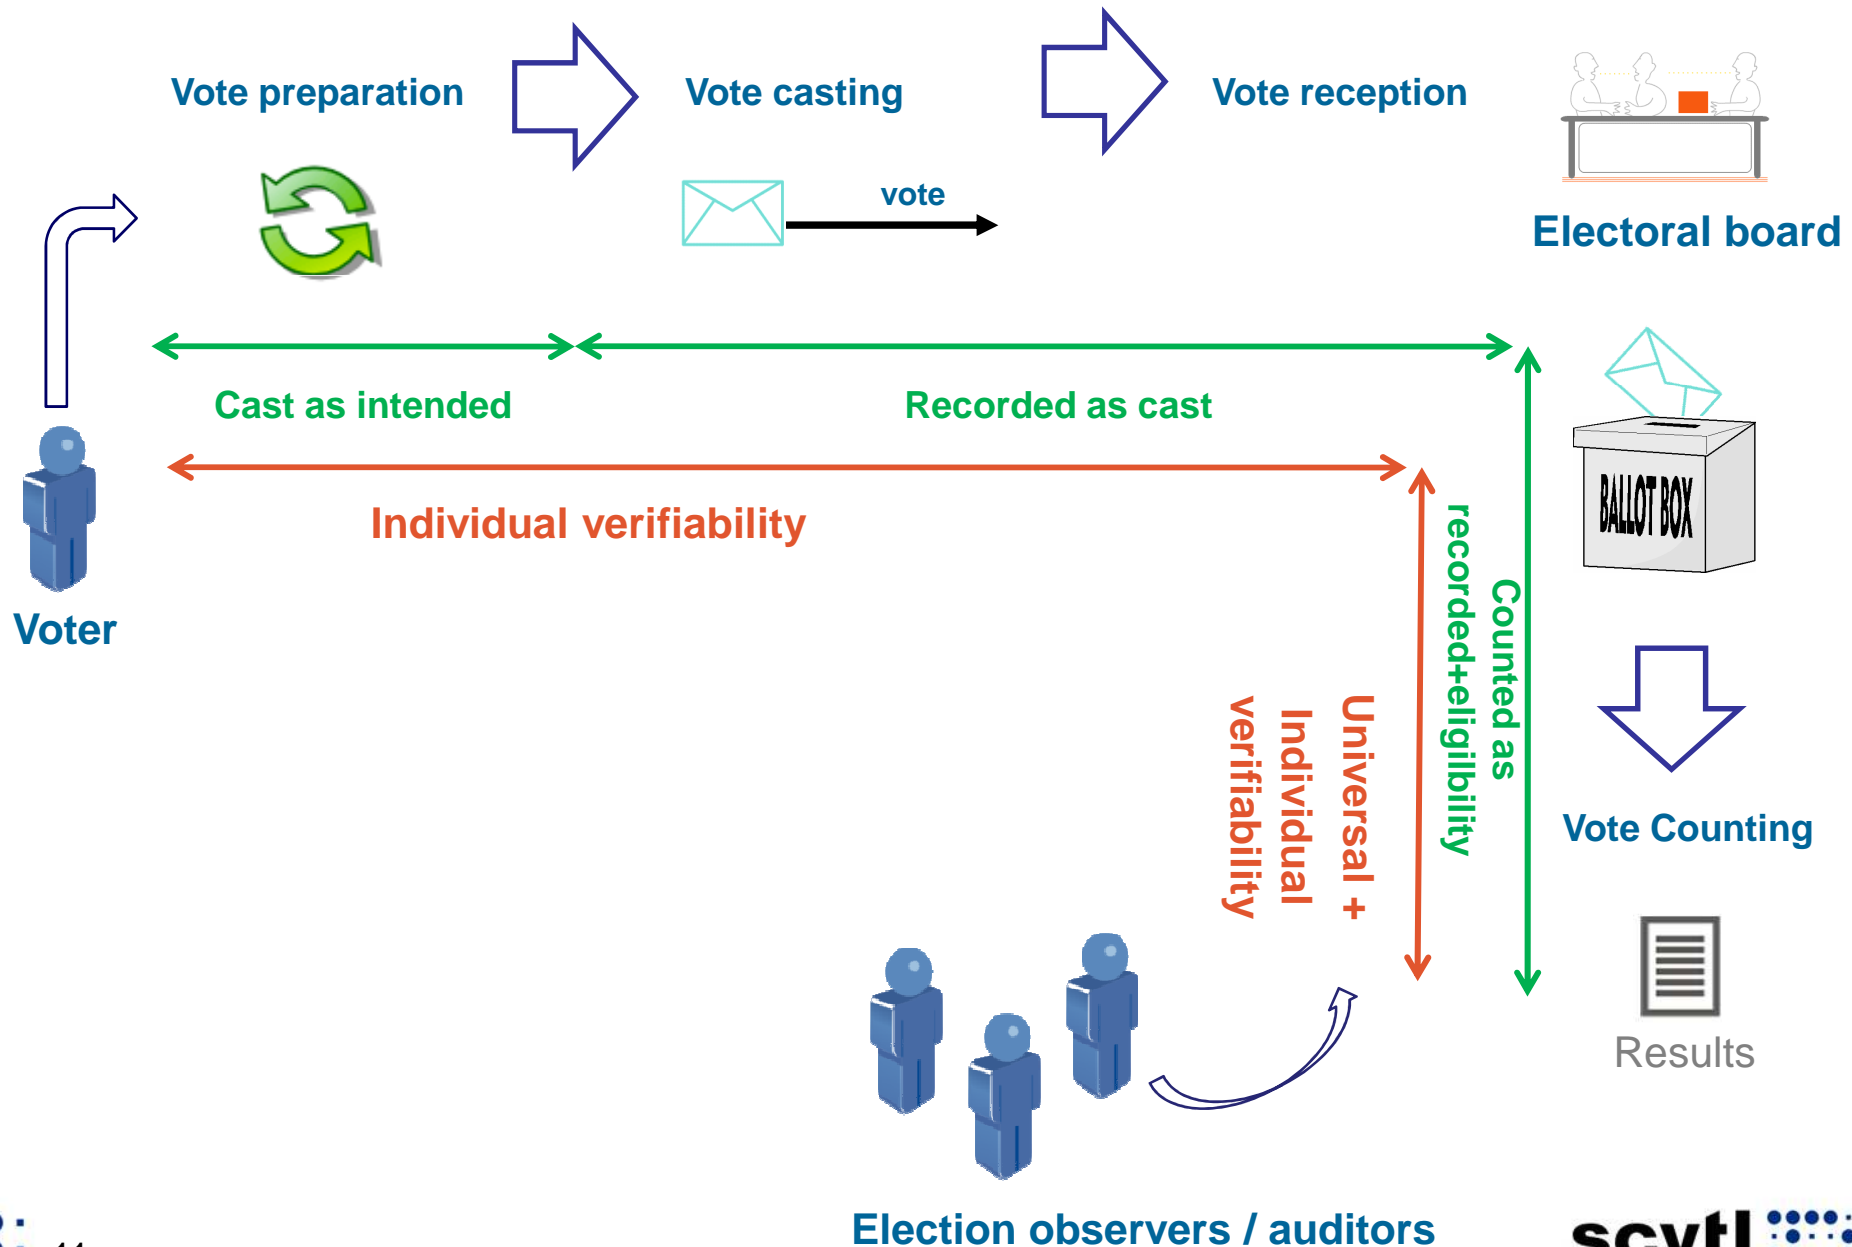 Vote preparation
Vote casting
Vote reception
vote
Electoral board
Cast as intended
Recorded as cast
Individual verifiability
BALLOT BOX
Voter
Counted as
recorded+eligilbility
Universal +
Individual
verifiability
Vote Counting
Results
Election observers / auditors
scytl